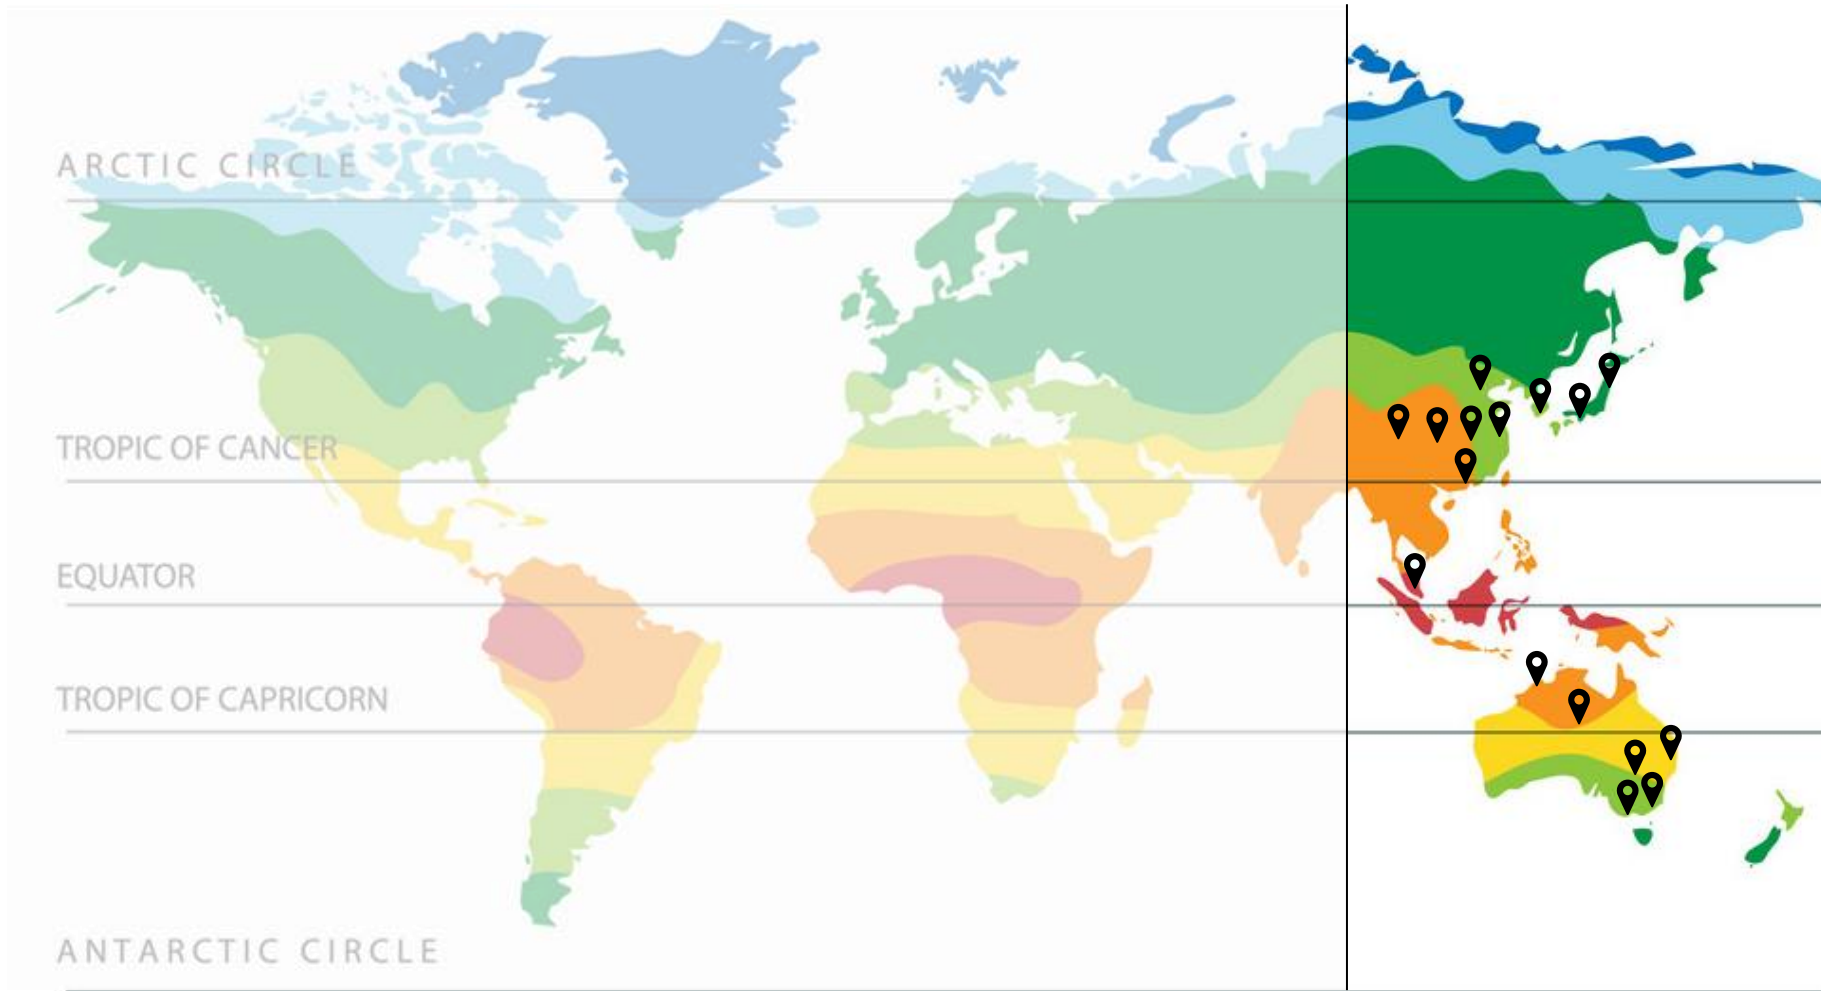 ARCTIC CIRCLE
TROPIC OF CANCER
EQUATOR
TROPIC OF CAPRICORN
ANTARCTIC CIRCLE